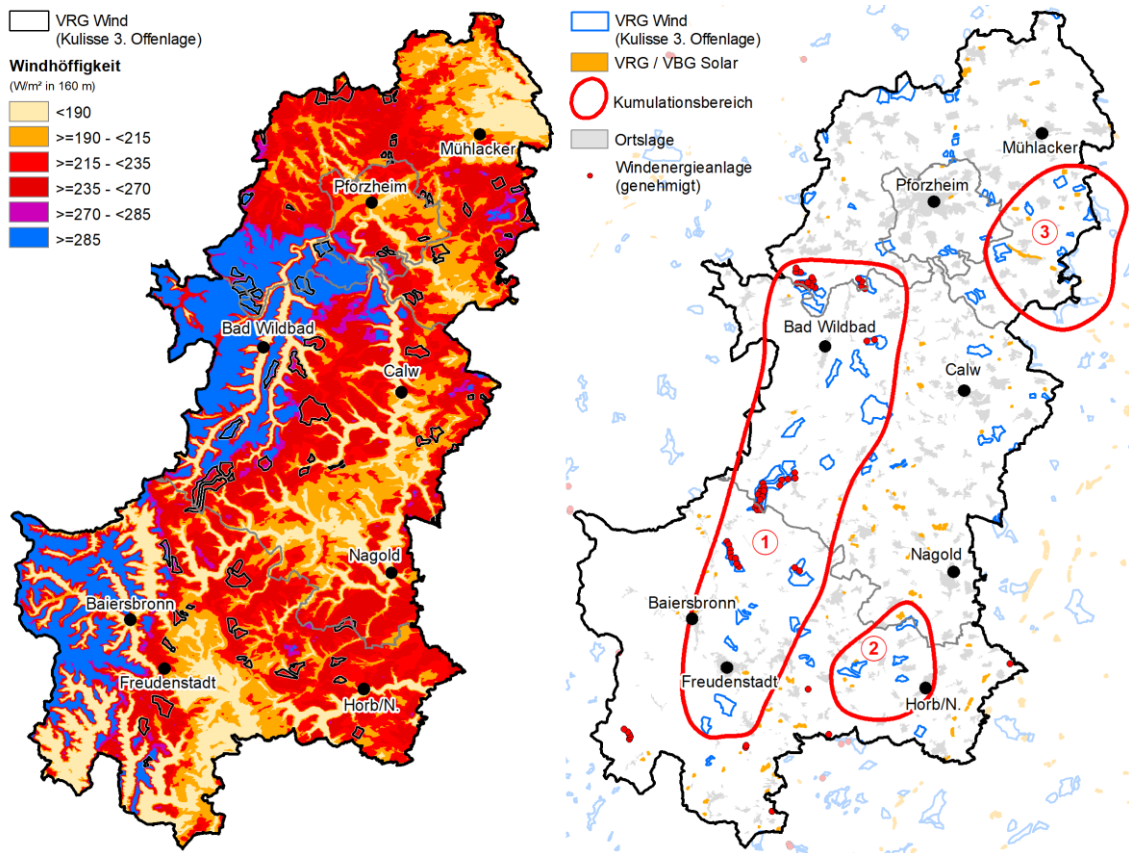 VRG Wind
(Kulisse 3. Offenlage)
Windhöffigkeit
(W/m² in 160 m)
<190
>=190 - <215
>=215 - <235
>=235 - <270
>=270 - <285
>=285
Mühlacker
Pforzheim
Bad Wildbad
Calw
Nagold
Baiersbronn
Freudenstadt
Horb/N.
VRG Wind
(Kulisse 3. Offenlage)
VRG / VBG Solar
Kumulationsbereich
Ortslage
Windenergieanlage
(genehmigt)
Mühlacker
Pforzheim
3
Bad Wildbad
Calw
1
Nagold
Baiersbronn
2
Freudenstadt
Horb/N.